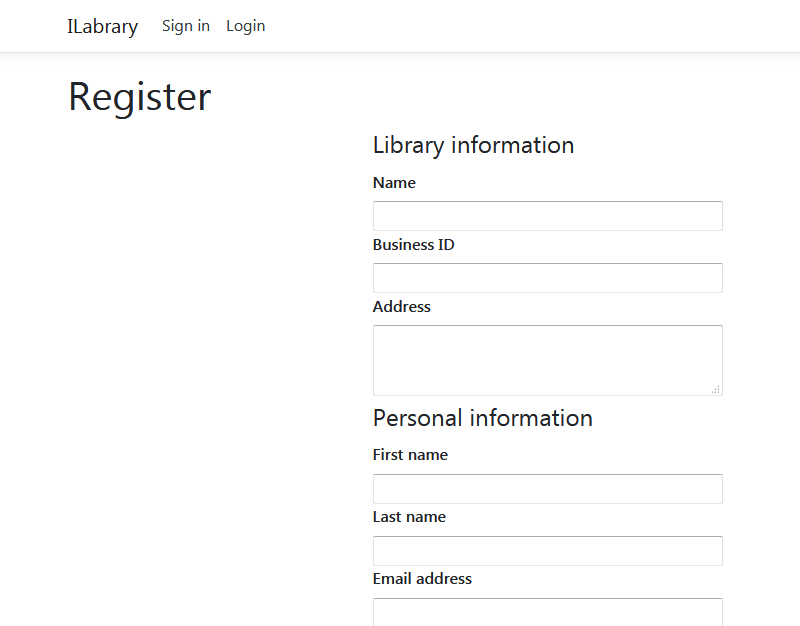 ILabrary Sign in Login
Register
Library information
Name
Business ID
Address
Personal information
First name
Last name
Email address